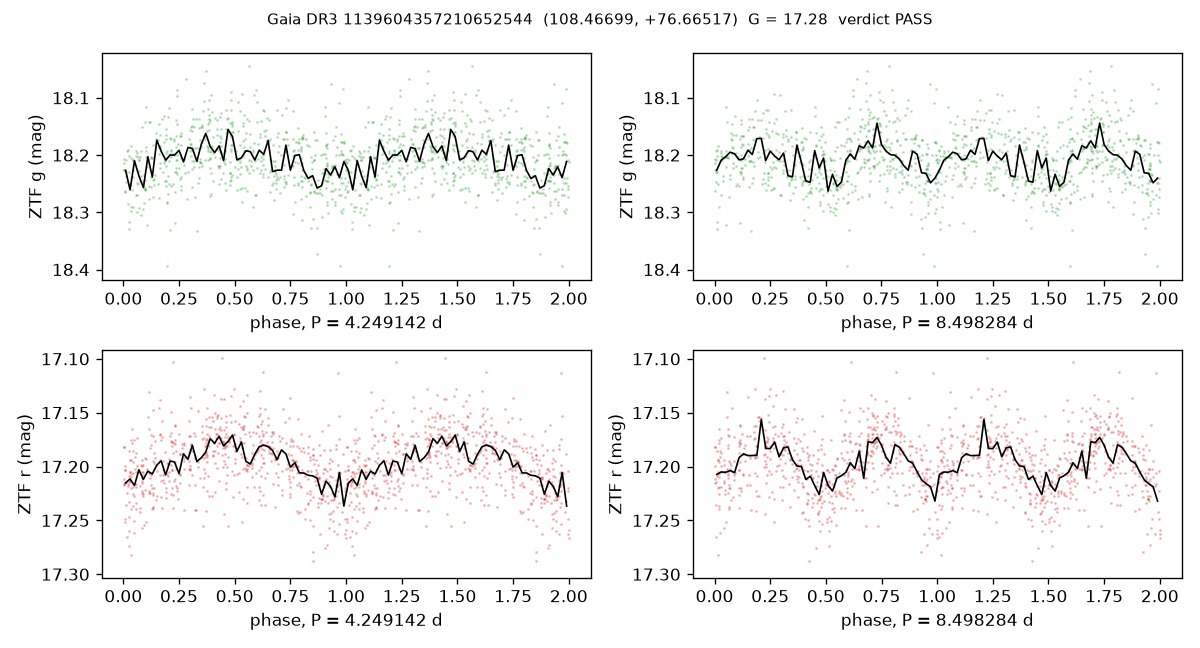 Gaia DR3 1139604357210652544 (108.46699, +76.66517) G = 17.28 verdict PASS
ZTF g (mag)
18.1
18.2
18.3
18.4
0.00 0.25 0.50 0.75 1.00 1.25 1.50 1.75 2.00
phase, P = 4.249142 d
ZTF g (mag)
18.1
18.2
18.3
18.4
0.00 0.25 0.50 0.75 1.00 1.25 1.50 1.75 2.00
phase, P = 8.498284 d
ZTF r (mag)
17.10
17.15
17.20
17.25
17.30
0.00 0.25 0.50 0.75 1.00 1.25 1.50 1.75 2.00
phase, P = 4.249142 d
ZTF r (mag)
17.10
17.15
17.20
17.25
17.30
0.00 0.25 0.50 0.75 1.00 1.25 1.50 1.75 2.00
phase, P = 8.498284 d